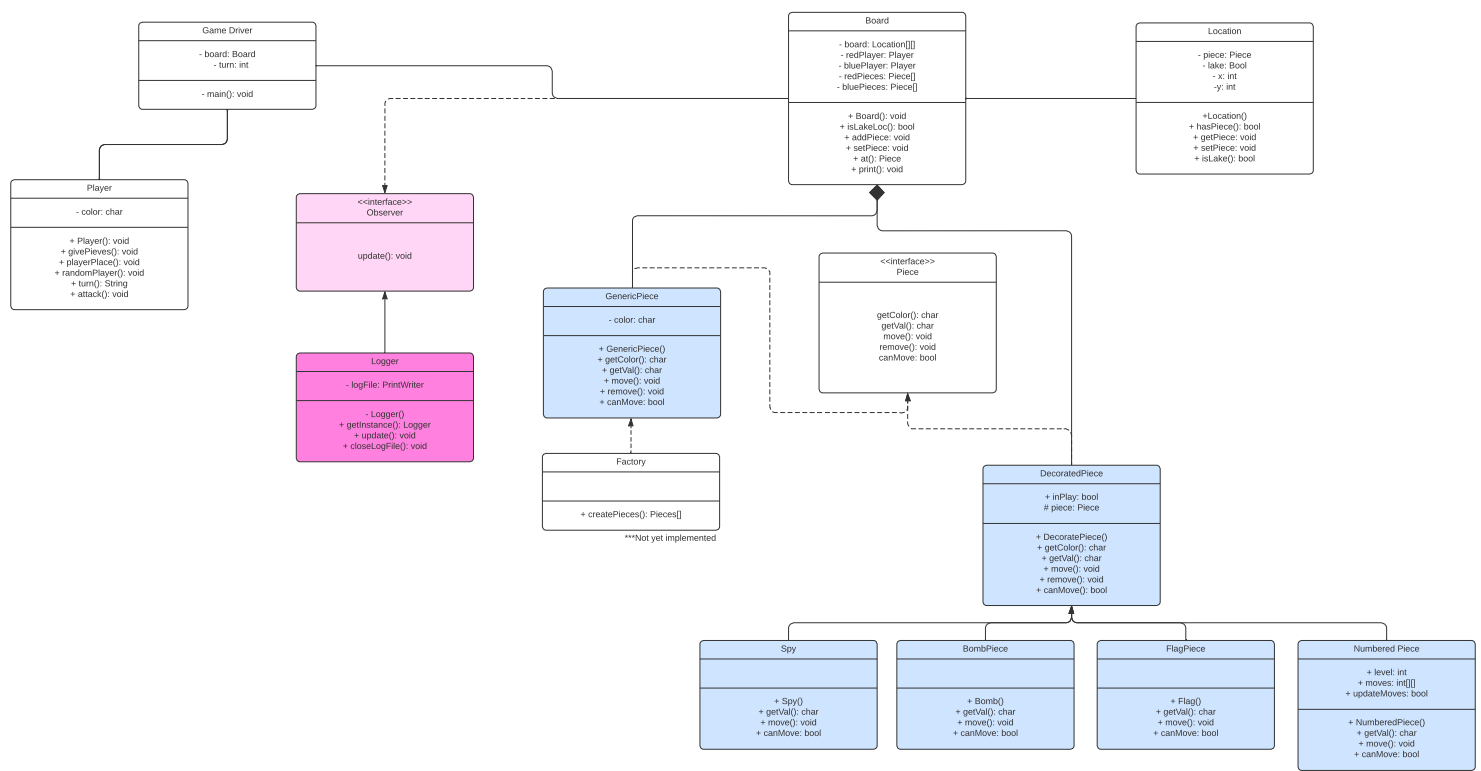 Game Driver
- board: Board
- turn: int
- main(): void
Board
- board: Location[][]
- redPlayer: Player
- bluePlayer: Player
- redPieces: Piece[]
- bluePieces: Piece[]
+ Board(): void
+ isLakeLoc(): bool
+ addPiece: void
+ setPiece: void
+ at(): Piece
+ print(): void
Location
- piece: Piece
- lake: Bool
- x: int
-y: int
+Location()
+ hasPiece(): bool
+ getPiece: void
+ setPiece: void
+ isLake(): bool
Player
- color: char
+ Player(): void
+ givePieves(): void
+ playerPlace(): void
+ randomPlayer(): void
+ turn(): String
+ attack(): void
<<interface>>
Observer
update(): void
<<interface>>
Piece
getColor(): char
getVal(): char
move(): void
remove(): void
canMove: bool
GenericPiece
- color: char
+ GenericPiece()
+ getColor(): char
+ getVal(): char
+ move(): void
+ remove(): void
+ canMove: bool
Logger
- logFile: PrintWriter
- Logger()
+ getInstance(): Logger
+ update(): void
+ closeLogFile(): void
Factory
+ createPieces(): Pieces[]
***Not yet implemented
DecoratedPiece
+ inPlay: bool
# piece: Piece
+ DecoratePiece()
+ getColor(): char
+ getVal(): char
+ move(): void
+ remove(): void
+ canMove(): bool
Spy
+ Spy()
+ getVal(): char
+ move(): void
+ canMove: bool
BombPiece
+ Bomb()
+ getVal(): char
+ move(): void
+ canMove: bool
FlagPiece
+ Flag()
+ getVal(): char
+ move(): void
+ canMove: bool
Numbered Piece
+ level: int
+ moves: int[][]
+ updateMoves: bool
+ NumberedPiece()
+ getVal(): char
+ move(): void
+ canMove: bool